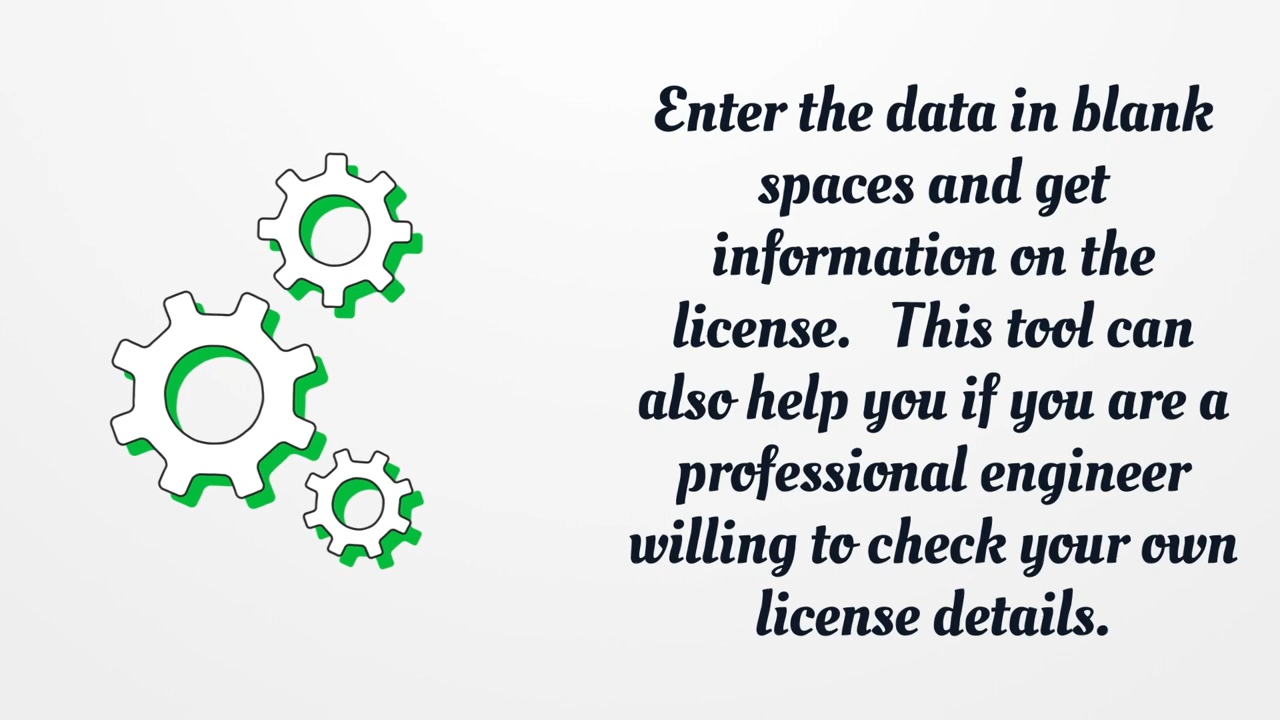 Enter the data in blank
spaces and get
information on the
license.   This tool can
also help you if you are a
professional engineer
willing to check your own
license details.